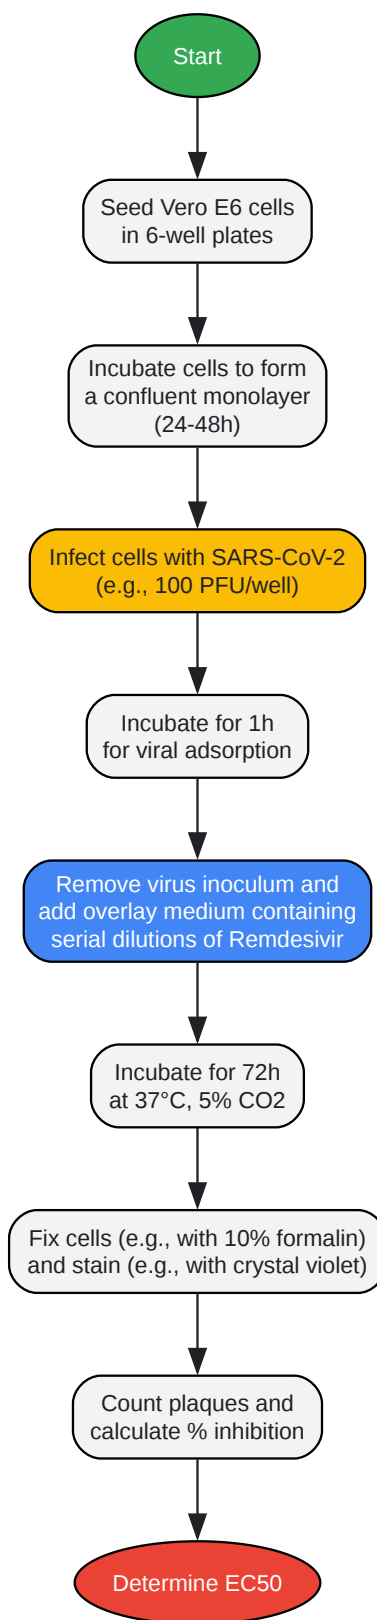 Start
Seed Vero E6 cells
in 6-well plates
Incubate cells to form
a confluent monolayer
(24-48h)
Infect cells with SARS-CoV-2
(e.g., 100 PFU/well)
Incubate for 1h
for viral adsorption
Remove virus inoculum and
add overlay medium containing
serial dilutions of Remdesivir
Incubate for 72h
at 37°C, 5% CO2
Fix cells (e.g., with 10% formalin)
and stain (e.g., with crystal violet)
Count plaques and
calculate % inhibition
Determine EC50